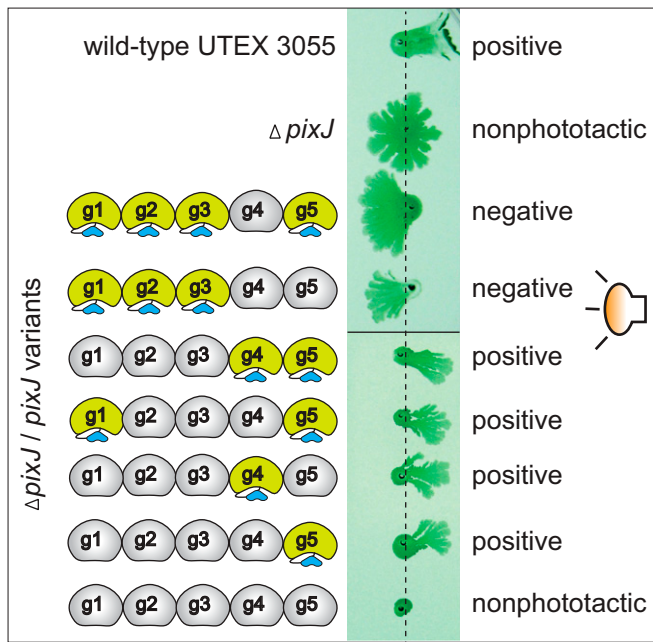 wild-type UTEX 3055 positive
Δ pixJ nonphototactic
g1 g2 g3 g4 g5 negative
g1 g2 g3 g4 g5 negative
g1 g2 g3 g4 g5 positive
g1 g2 g3 g4 g5 positive
g1 g2 g3 g4 g5 positive
g1 g2 g3 g4 g5 positive
g1 g2 g3 g4 g5 nonphototactic
ΔpixJ / pixJ variants